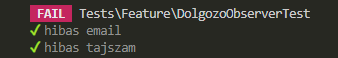 FAIL Tests\Feature\DolgozoObserverTest
✓ hibas email
✓ hibas tajszam